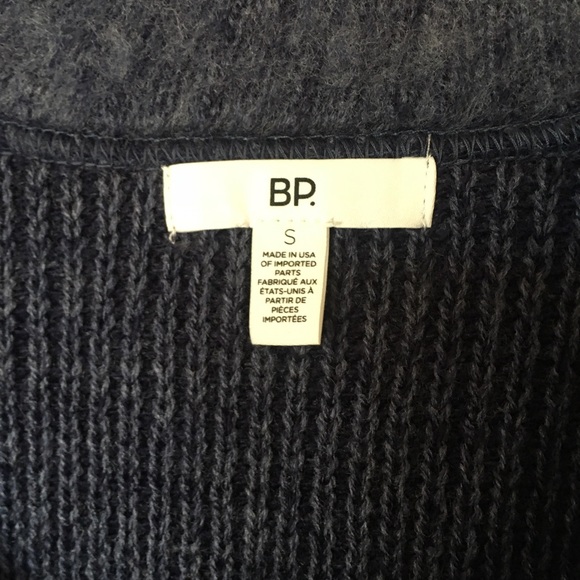 BP.
S
MADE IN USA
OF IMPORTED
PARTS
FABRIQUÉ AUX
ÉTATS-UNIS À
PARTIR DE
PIÈCES
IMPORTÉES